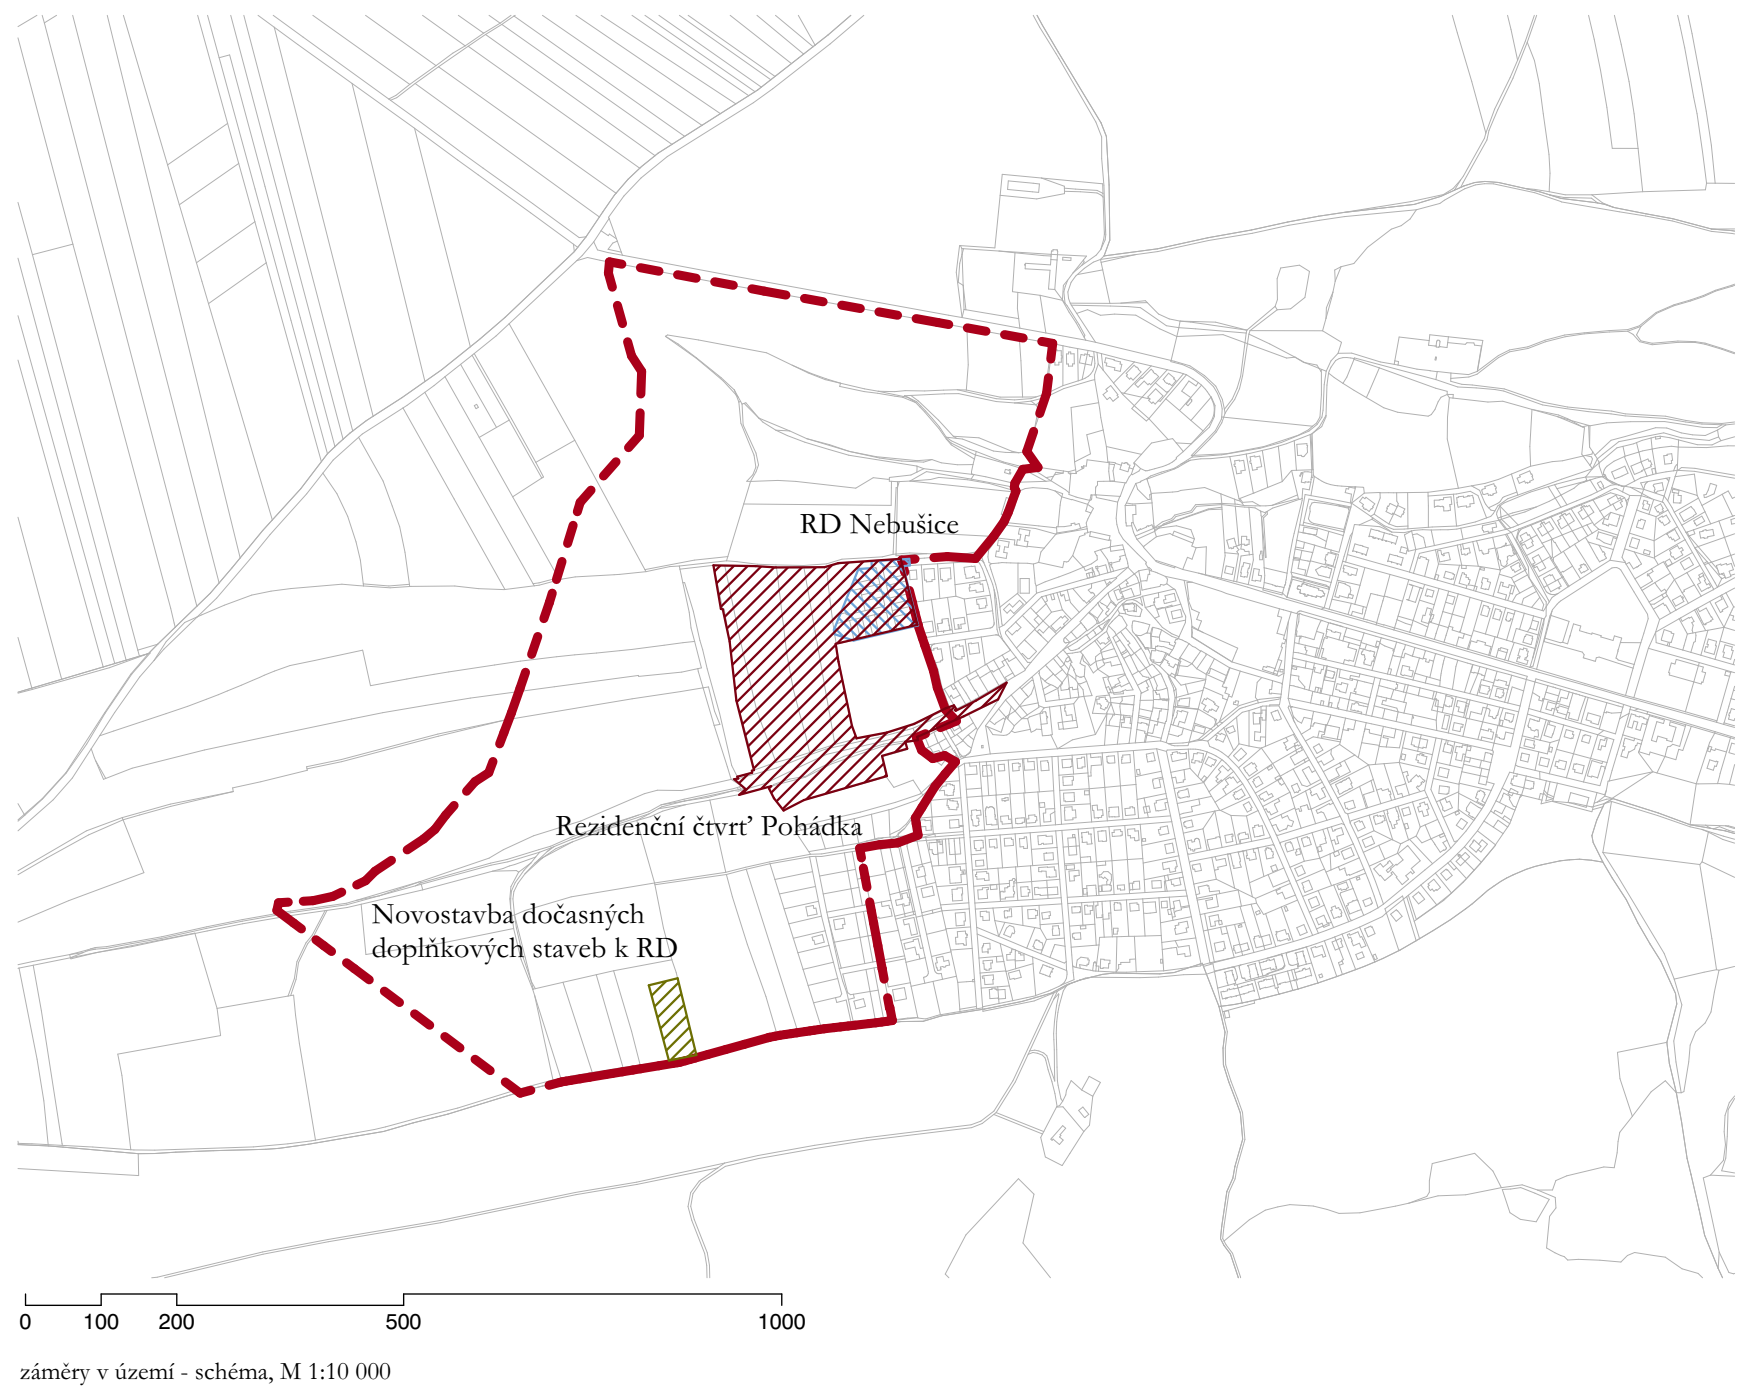 RD Nebušice
Rezidenční čtvrť Pohádka
Novostavba dočasných
doplňkových staveb k RD
0 100 200 500 1000
záměry v území - schéma, M 1:10 000